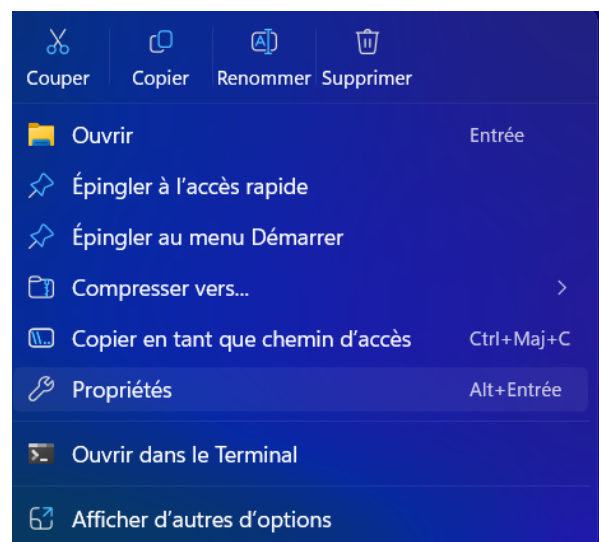 Couper Copier Renommer Supprimer
Ouvrir Entrée
Épingler à l’accès rapide
Épingler au menu Démarrer
Compresser vers...
Copier en tant que chemin d’accès Ctrl+Maj+C
Propriétés Alt+Entrée
Ouvrir dans le Terminal
Afficher d’autres d’options